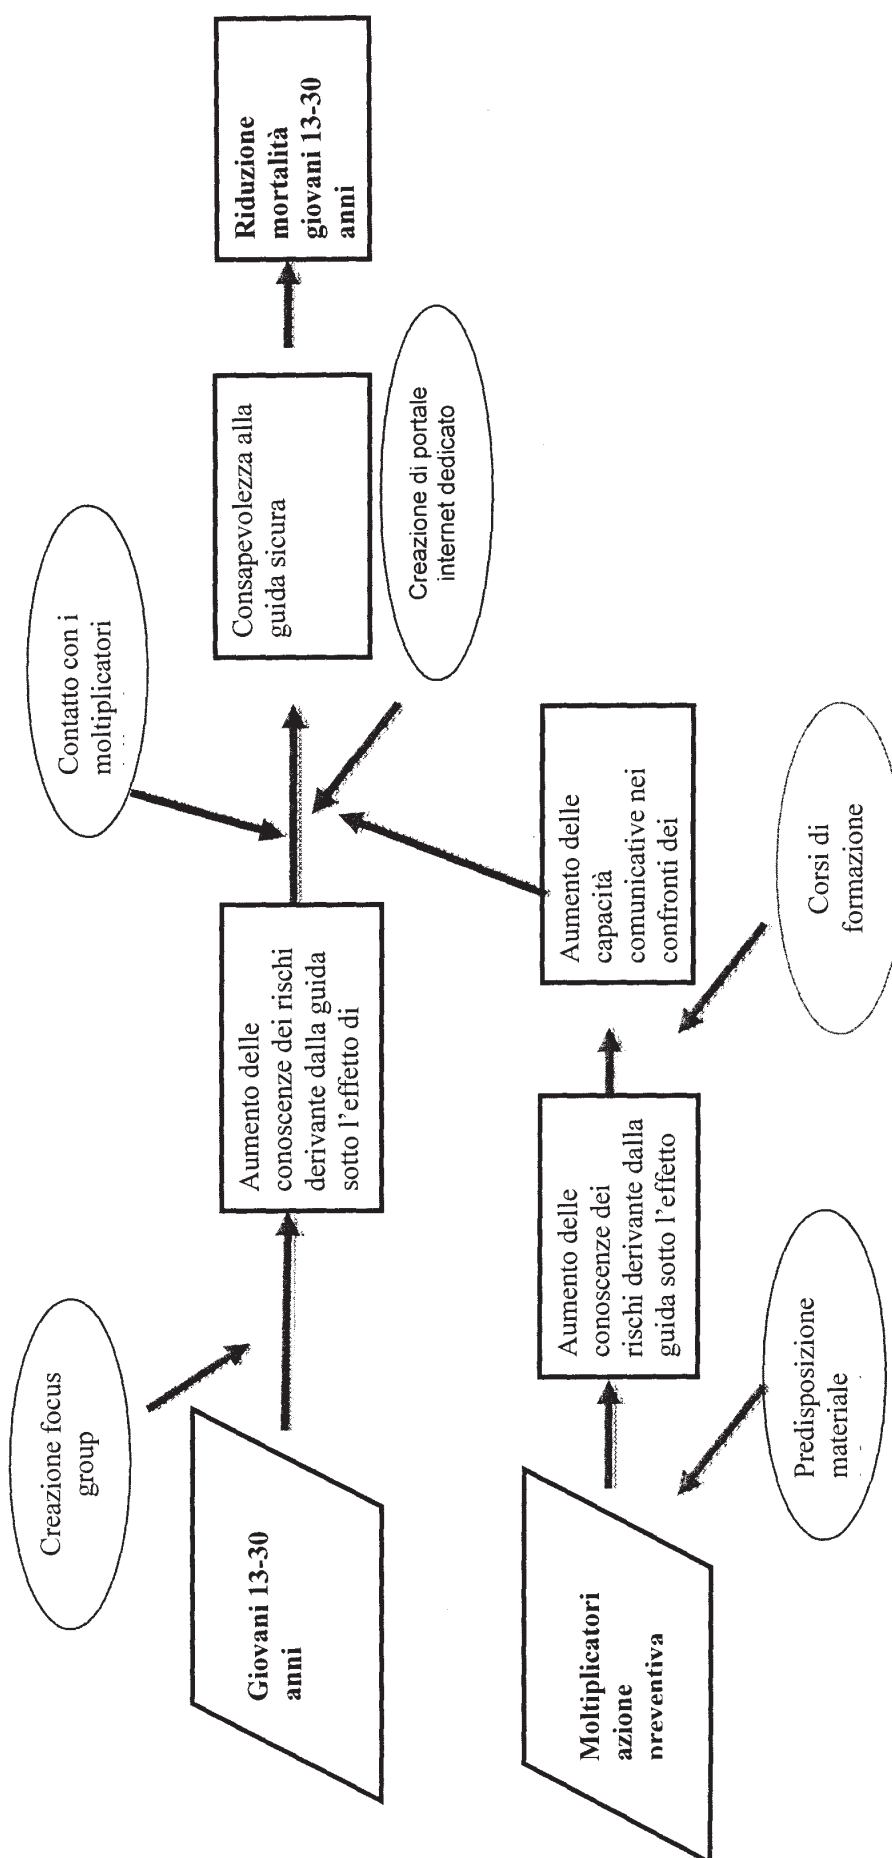 Creazione focus
group
Contatto con i
moltiplicatori
Giovani 13-30
anni
Aumento delle
conoscenze dei rischi
derivante dalla guida
sotto l'effetto di
Consapevolezza alla
guida sicura
Riduzione
mortalità
giovani 13-30
anni
Creazione di portale
internet dedicato
Moltiplicatori
azione
preventiva
Aumento delle
conoscenze dei
rischi derivante dalla
guida sotto l'effetto
Aumento delle
capacità
comunicative nei
confronti dei
Predisposizione
materiale
Corsi di
formazione